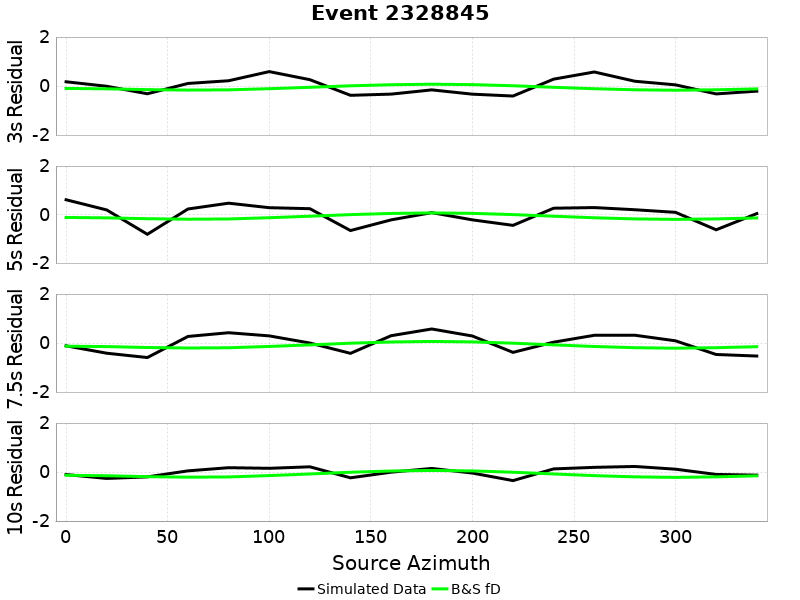 Event 2328845
3s Residual
2
0
-2
5s Residual
2
0
-2
7.5s Residual
2
0
-2
10s Residual
2
0
-2
0 50 100 150 200 250 300
Source Azimuth
Simulated Data B&S fD